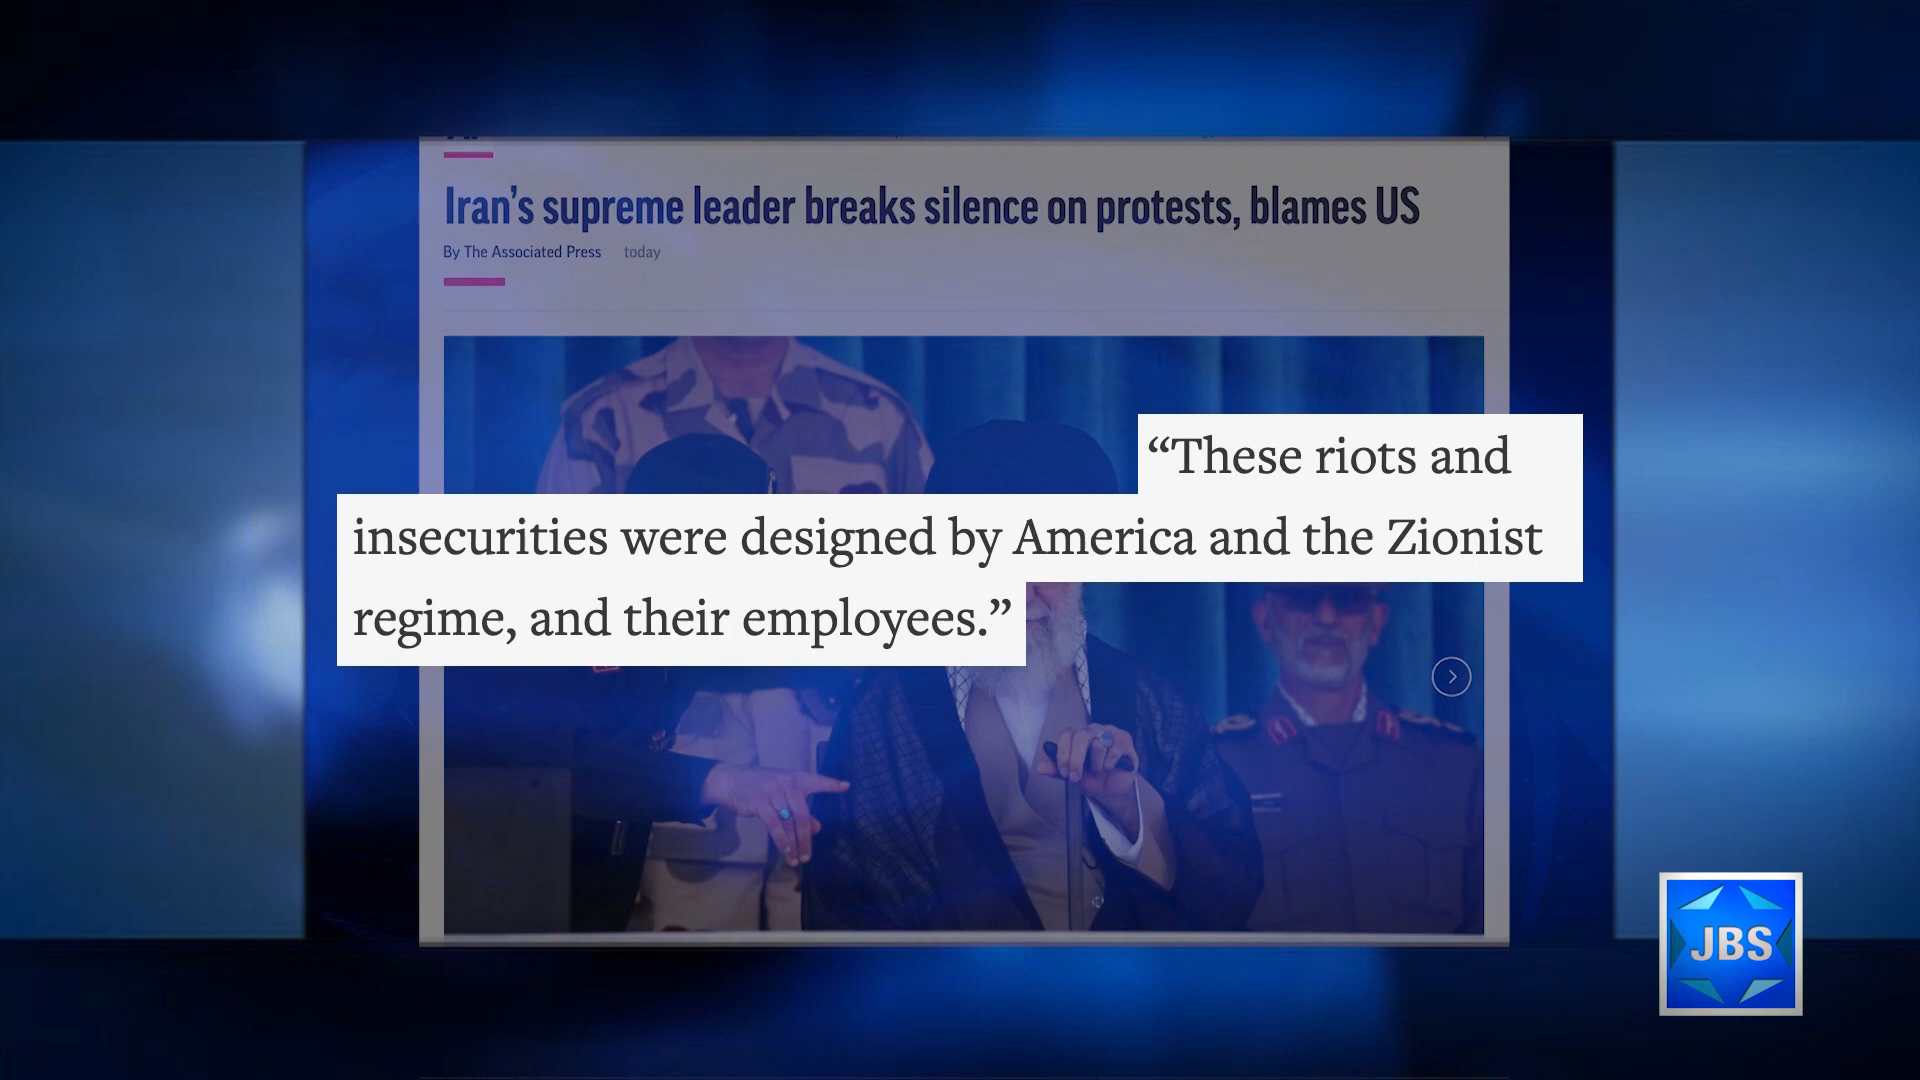 Iran’s supreme leader breaks silence on protests, blames US
By The Associated Press today
“These riots and
insecurities were designed by America and the Zionist
regime, and their employees.”
JBS